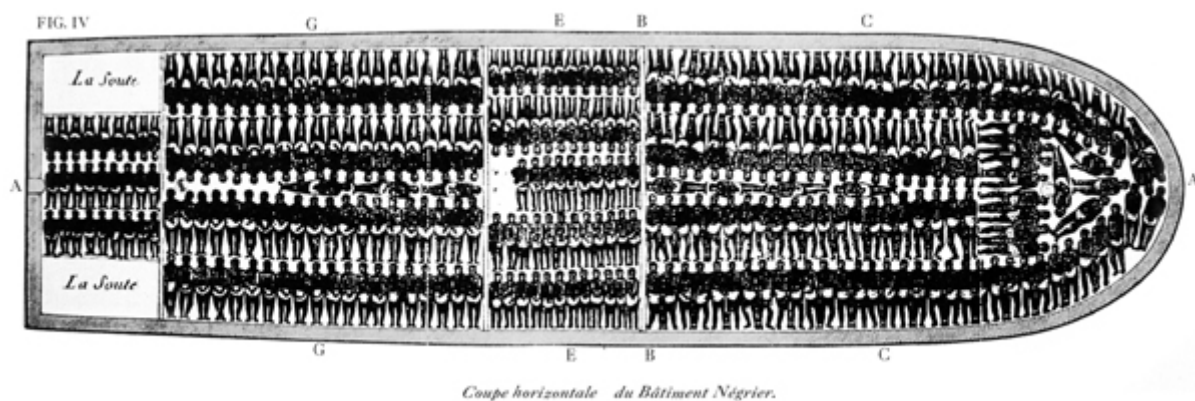 FIG. IV
G E B C
La Soute
A A
La Soute
G E B C
Coupe horizontale du Bâtiment Négrier.